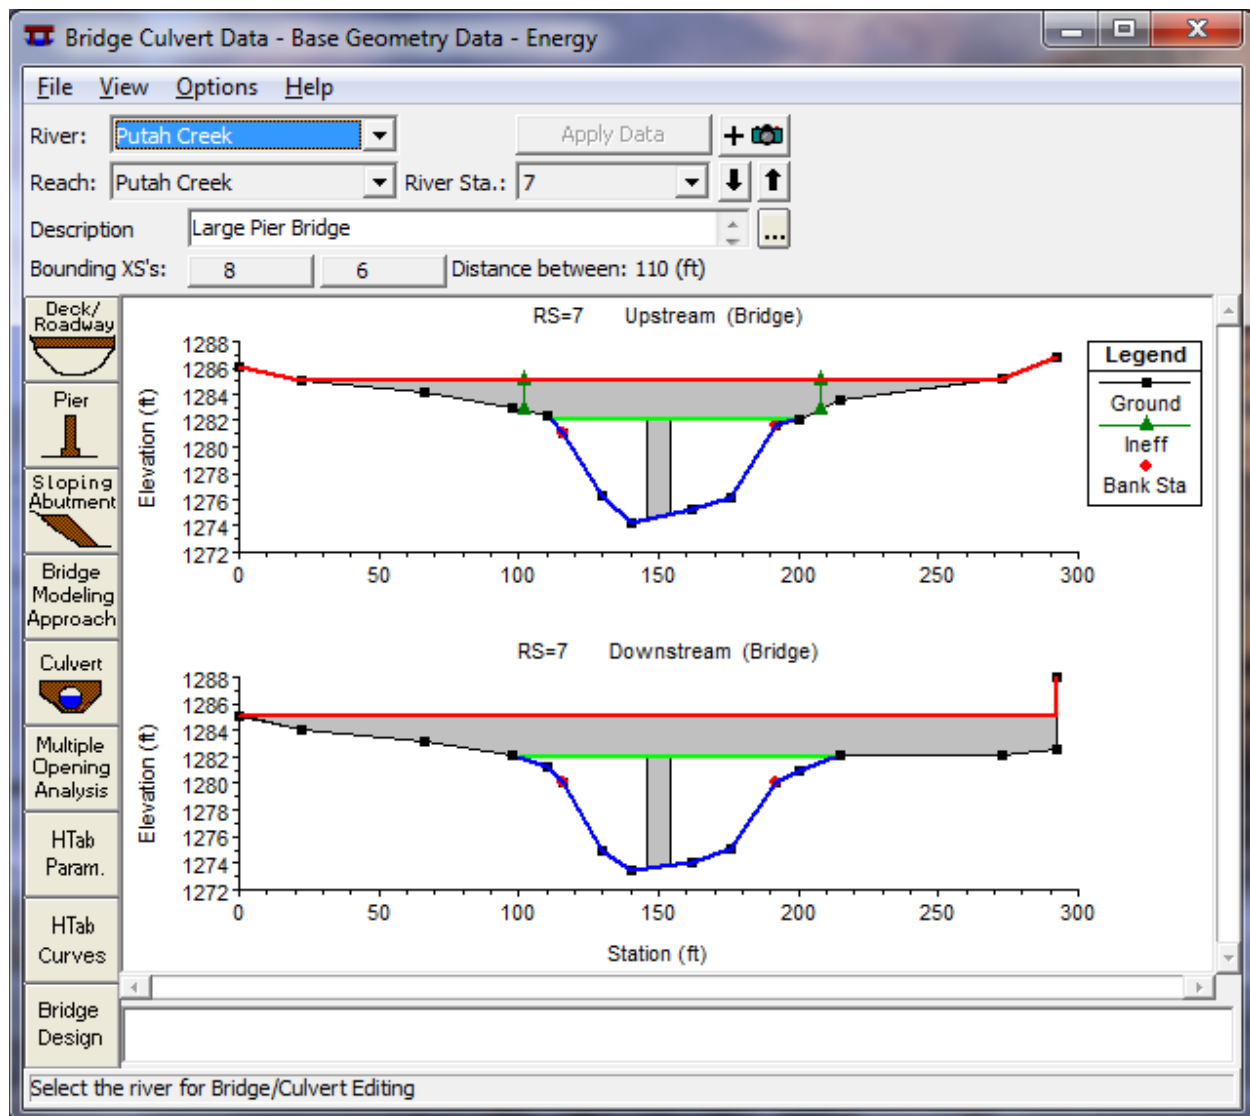 Bridge Culvert Data - Base Geometry Data - Energy
File View Options Help
River: Putah Creek Apply Data +
Reach: Putah Creek River Sta.: 7
Description Large Pier Bridge ...
Bounding XS's: 8 6 Distance between: 110 (ft)
Deck/
Roadway
Pier
Sloping
Abutment
Bridge
Modeling
Approach
Culvert
Multiple
Opening
Analysis
HTab
Param.
HTab
Curves
Bridge
Design
RS=7 Upstream (Bridge)
Elevation (ft)
1288
1286
1284
1282
1280
1278
1276
1274
1272
0 50 100 150 200 250 300
Legend
Ground
Ineff
Bank Sta
RS=7 Downstream (Bridge)
Elevation (ft)
1288
1286
1284
1282
1280
1278
1276
1274
1272
0 50 100 150 200 250 300
Station (ft)
Select the river for Bridge/Culvert Editing